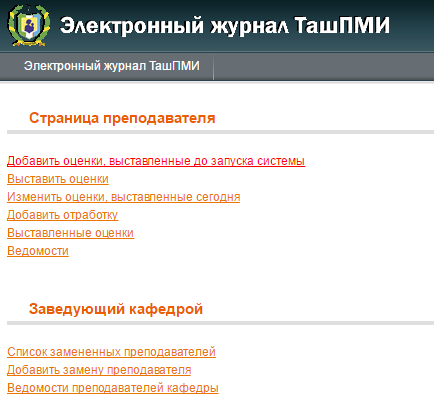 Электронный журнал ТашПМИ
Электронный журнал ТашПМИ
Страница преподавателя
Добавить оценки, выставленные до запуска системы
Выставить оценки
Изменить оценки, выставленные сегодня
Добавить отработку
Выставленные оценки
Ведомости
Заведующий кафедрой
Список замененных преподавателей
Добавить замену преподавателя
Ведомости преподавателей кафедры